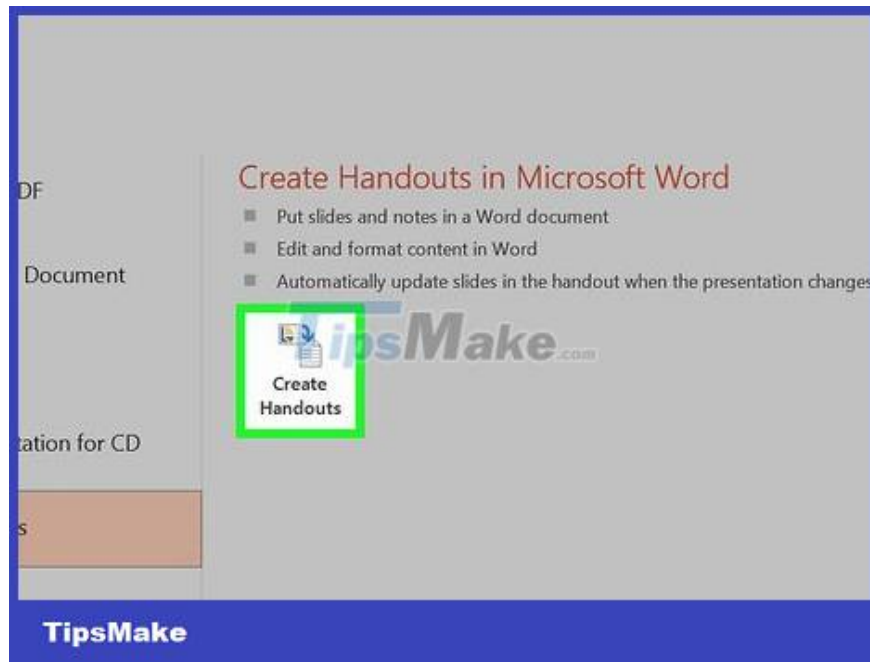 DF
Document
tation for CD
s
Create Handouts in Microsoft Word
Put slides and notes in a Word document
Edit and format content in Word
Automatically update slides in the handout when the presentation changes
TipsMake.com
Create
Handouts
TipsMake